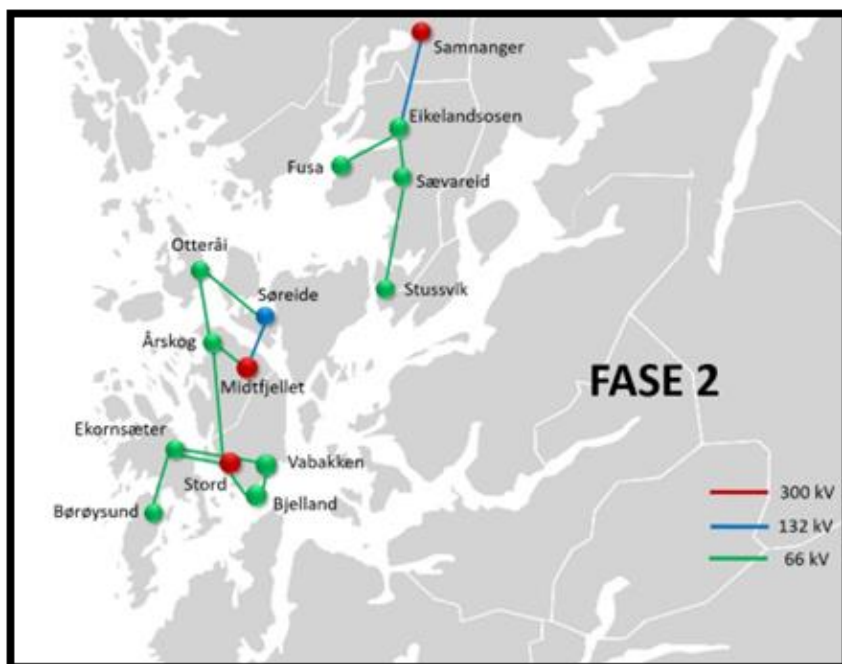 Samnanger
Eikelandsosen
Fusa
Sævareid
Otteråi
Søreide
Stussvik
Årskog
Midtfjellet
FASE 2
Ekornsæter
Vabakken
Stord
Bjelland
Børøysund
300 kV
132 kV
66 kV